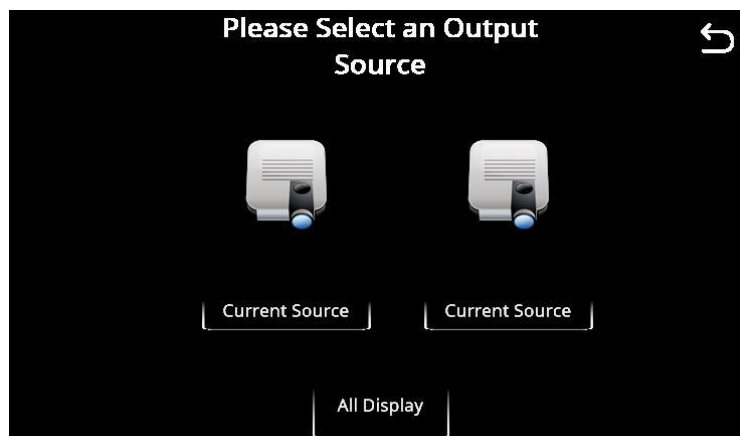 Please Select an Output
Source
Current Source
Current Source
All Display